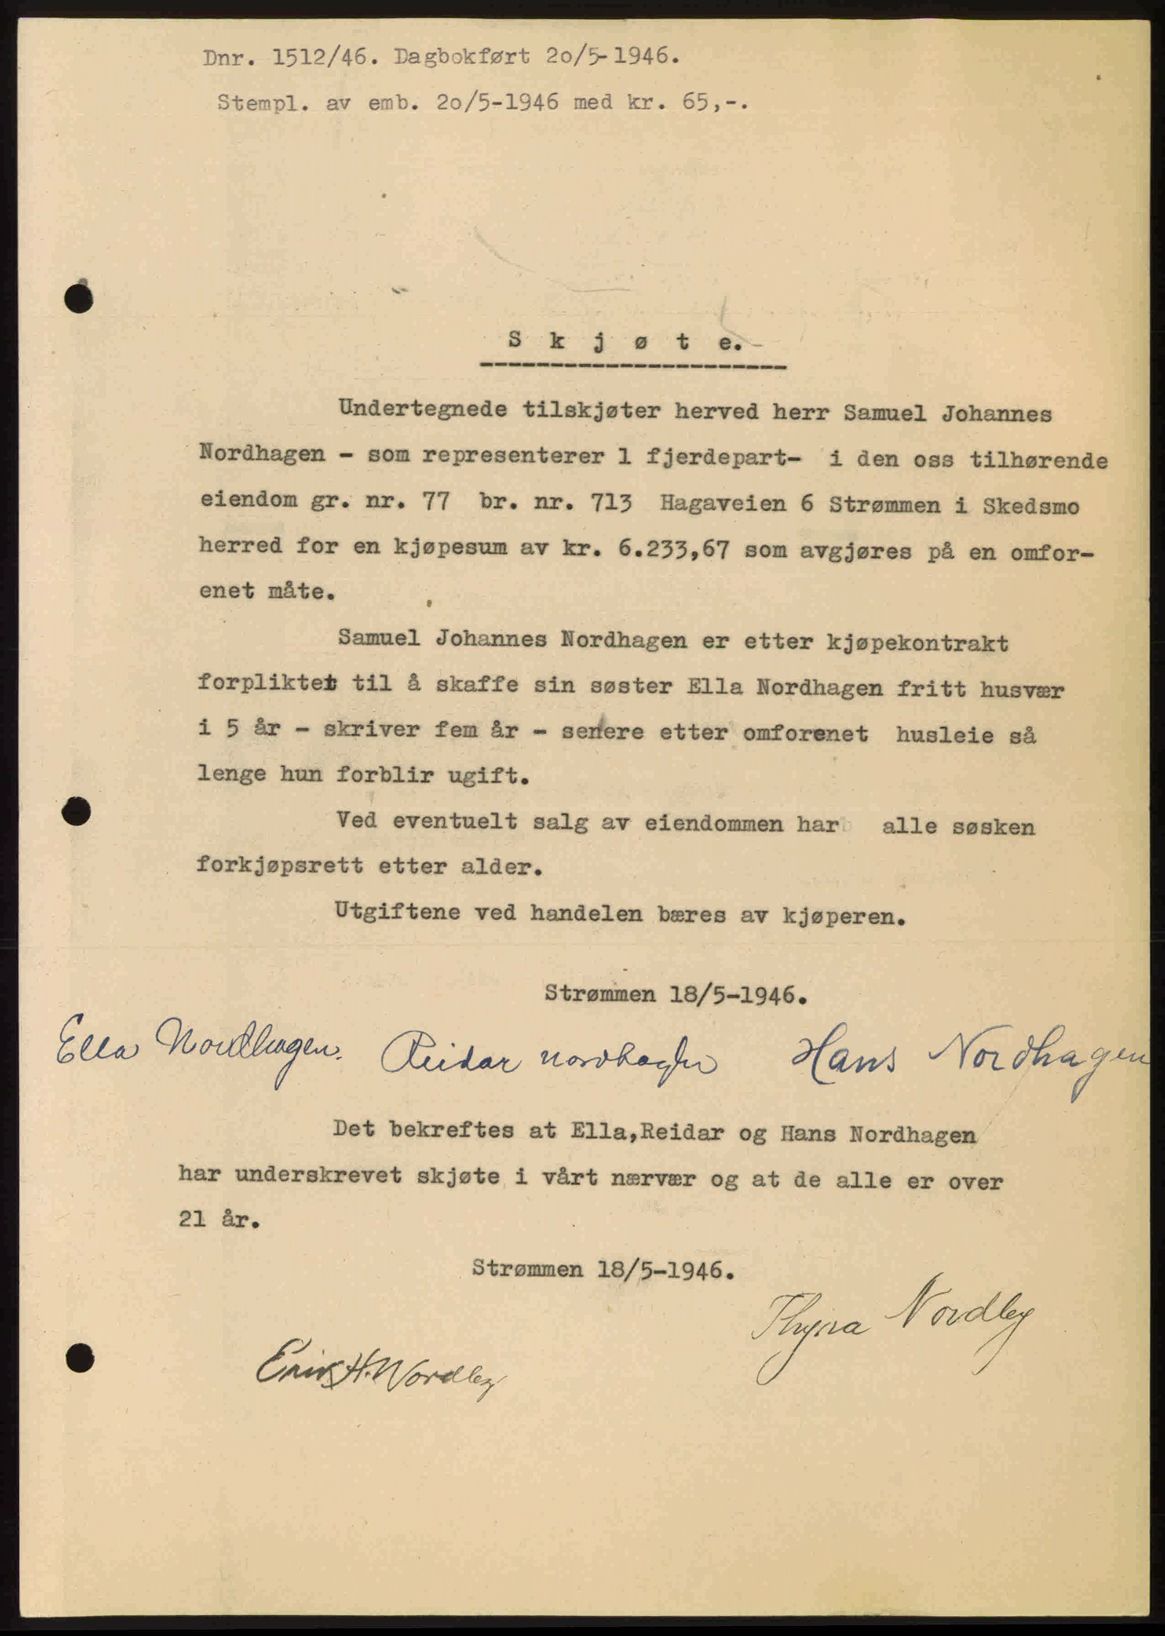 Dnr. 1512/46. Dagbokført 20/5-1946.
Stempl. av emb. 20/5-1946 med kr. 65,-.
S k j ø t e.
Undertegnede tilskjøter herved herr Samuel Johannes
Nordhagen - som representerer 1 fjerdepart- i den oss tilhørende
eiendom gr. nr. 77 br. nr. 713 Hagaveien 6 Strømmen i Skedsmo
herred for en kjøpesum av kr. 6.233,67 som avgjøres på en omfor-
enet måte.
Samuel Johannes Nordhagen er etter kjøpekontrakt
forpliktet til å skaffe sin søster Ella Nordhagen fritt husvær
i 5 år - skriver fem år - senere etter omforenet husleie så
lenge hun forblir ugift.
Ved eventuelt salg av eiendommen har alle søsken
forkjøpsrett etter alder.
Utgiftene ved handelen bæres av kjøperen.
Strømmen 18/5-1946.
Ella Nordhagen. Reidar Nordhagen Hans Nordhagen
Det bekreftes at Ella,Reidar og Hans Nordhagen
har underskrevet skjøte i vårt nærvær og at de alle er over
21 år.
Strømmen 18/5-1946.
Thyra Nordby
Erik H. Nordby